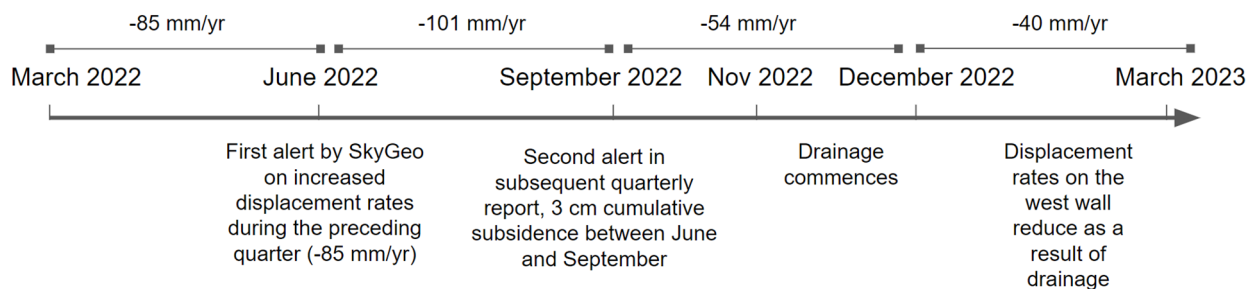 -85 mm/yr
-101 mm/yr
-54 mm/yr
-40 mm/yr
March 2022
June 2022
September 2022
Nov 2022
December 2022
March 2023
First alert by SkyGeo
on increased
displacement rates
during the preceding
quarter (-85 mm/yr)
Second alert in
subsequent quarterly
report, 3 cm cumulative
subsidence between June
and September
Drainage
commences
Displacement
rates on the
west wall
reduce as a
result of
drainage